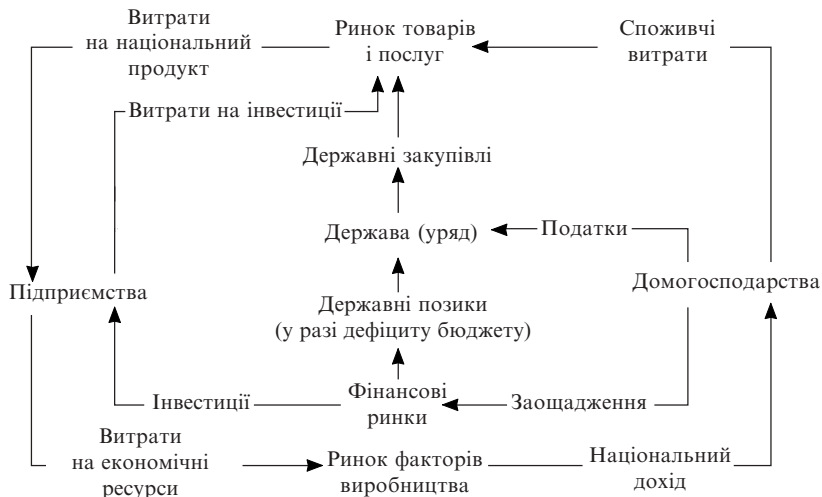 Витрати
на національний
продукт
Ринок товарів
і послуг
Споживчі
витрати
Витрати на інвестиції
Державні закупівлі
Держава (уряд)
Податки
Підприємства
Державні позики
(у разі дефіциту бюджету)
Домогосподарства
Інвестиції
Фінансові
ринки
Заощадження
Витрати
на економічні
ресурси
Ринок факторів
виробництва
Національний
дохід